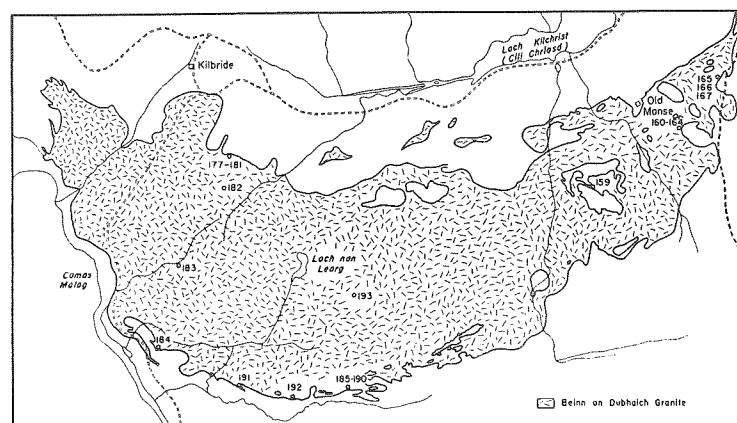 Loch Kilchrist
(Cill Chriosd)
Kilbride
165
166
167
Old
Manse
160-164
177-181
182
159
183
Loch nan
Learg
193
Camas
Malag
184
191
192
185-190
Beinn an Dubhaich Granite